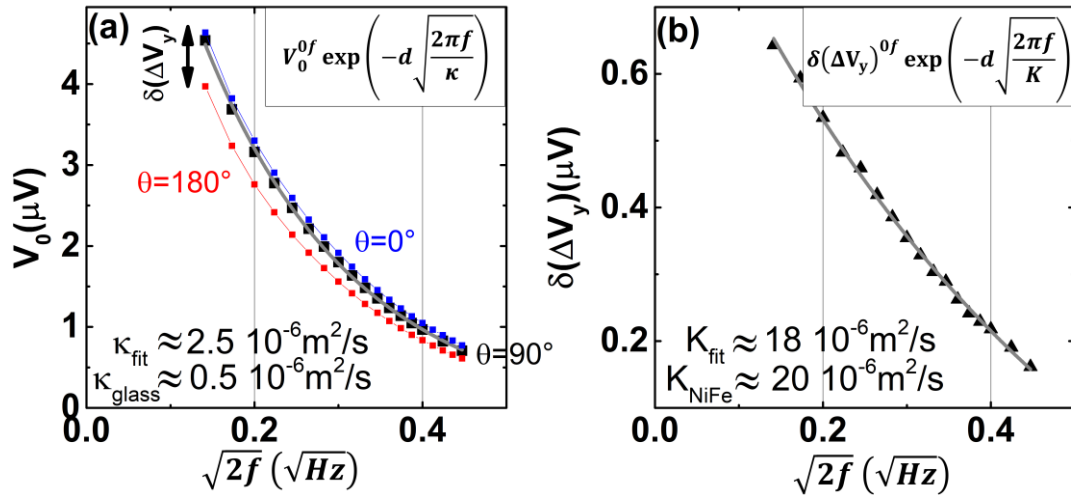 (a)
V₀^{0f} exp(-d√(2πf/κ))
δ(ΔV_y)
θ=180°
θ=0°
θ=90°
κ_fit ≈ 2.5 10⁻⁶m²/s
κ_glass ≈ 0.5 10⁻⁶m²/s
V₀(μV)
4
3
2
1
0
0.0 0.2 0.4
√2f (√Hz)
(b)
δ(ΔV_y)^{0f} exp(-d√(2πf/K))
K_fit ≈ 18 10⁻⁶m²/s
K_NiFe ≈ 20 10⁻⁶m²/s
δ(ΔV_y)(μV)
0.6
0.4
0.2
0.0 0.2 0.4
√2f (√Hz)